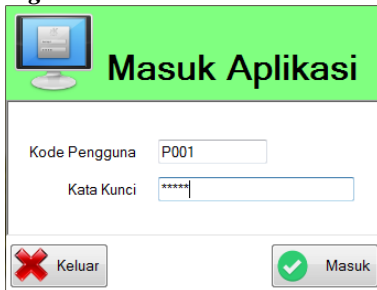 Masuk Aplikasi
Kode Pengguna P001
Kata Kunci *****
Keluar Masuk